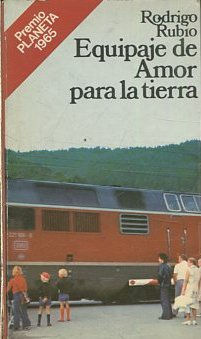 Premio
PLANETA
1965
Rodrigo
Rubio
Equipaje de
Amor
para la tierra